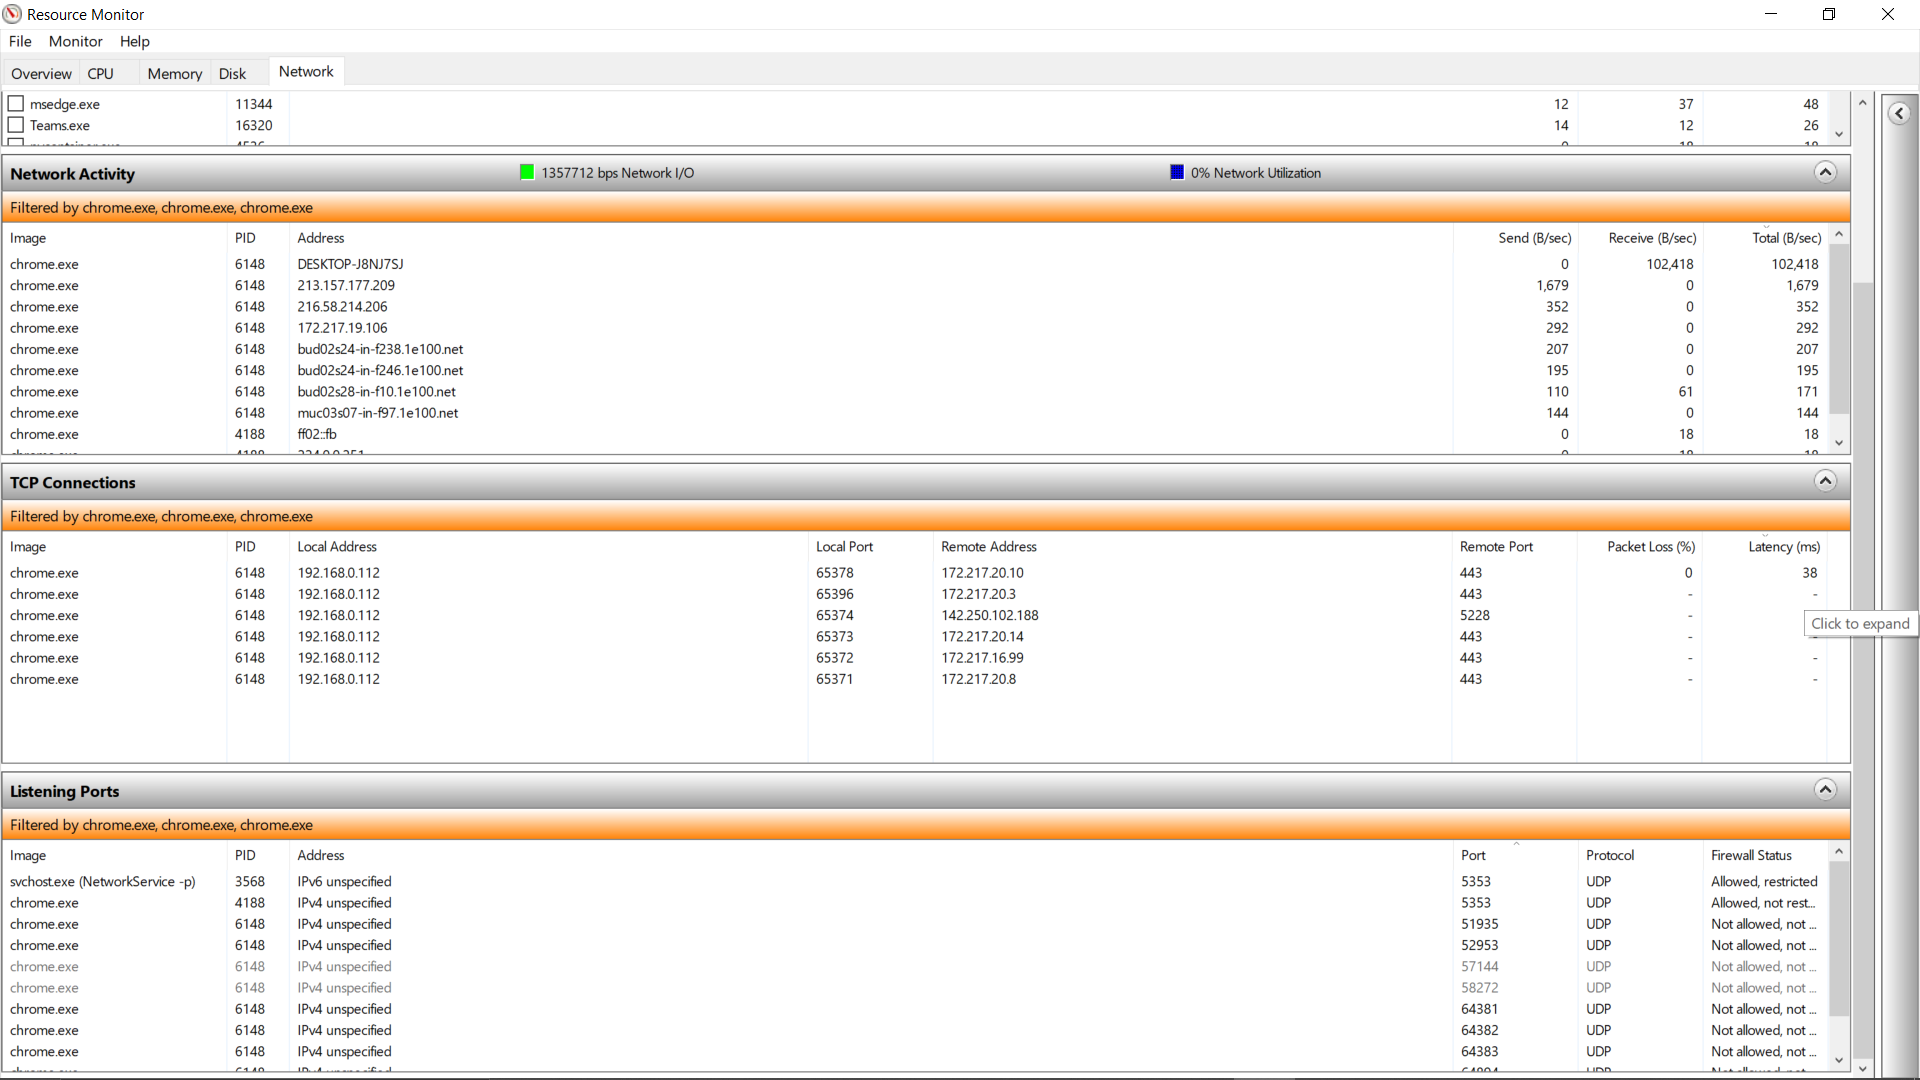 Resource Monitor
File Monitor Help
Overview CPU Memory Disk Network
msedge.exe 11344 12 37 48
Teams.exe 16320 14 12 26
Network Activity 1357712 bps Network I/O 0% Network Utilization
Filtered by chrome.exe, chrome.exe, chrome.exe
Image PID Address Send (B/sec) Receive (B/sec) Total (B/sec)
chrome.exe 6148 DESKTOP-J8NJ7SJ 0 102,418 102,418
chrome.exe 6148 213.157.177.209 1,679 0 1,679
chrome.exe 6148 216.58.214.206 352 0 352
chrome.exe 6148 172.217.19.106 292 0 292
chrome.exe 6148 bud02s24-in-f238.1e100.net 207 0 207
chrome.exe 6148 bud02s24-in-f246.1e100.net 195 0 195
chrome.exe 6148 bud02s28-in-f10.1e100.net 110 61 171
chrome.exe 6148 muc03s07-in-f97.1e100.net 144 0 144
chrome.exe 4188 ff02::fb 0 18 18
TCP Connections
Filtered by chrome.exe, chrome.exe, chrome.exe
Image PID Local Address Local Port Remote Address Remote Port Packet Loss (%) Latency (ms)
chrome.exe 6148 192.168.0.112 65378 172.217.20.10 443 0 38
chrome.exe 6148 192.168.0.112 65396 172.217.20.3 443 - -
chrome.exe 6148 192.168.0.112 65374 142.250.102.188 5228 -
Click to expand
chrome.exe 6148 192.168.0.112 65373 172.217.20.14 443 - -
chrome.exe 6148 192.168.0.112 65372 172.217.16.99 443 - -
chrome.exe 6148 192.168.0.112 65371 172.217.20.8 443 - -
Listening Ports
Filtered by chrome.exe, chrome.exe, chrome.exe
Image PID Address Port Protocol Firewall Status
svchost.exe (NetworkService -p) 3568 IPv6 unspecified 5353 UDP Allowed, restricted
chrome.exe 4188 IPv4 unspecified 5353 UDP Allowed, not rest...
chrome.exe 6148 IPv4 unspecified 51935 UDP Not allowed, not ...
chrome.exe 6148 IPv4 unspecified 52953 UDP Not allowed, not ...
chrome.exe 6148 IPv4 unspecified 57144 UDP Not allowed, not ...
chrome.exe 6148 IPv4 unspecified 58272 UDP Not allowed, not ...
chrome.exe 6148 IPv4 unspecified 64381 UDP Not allowed, not ...
chrome.exe 6148 IPv4 unspecified 64382 UDP Not allowed, not ...
chrome.exe 6148 IPv4 unspecified 64383 UDP Not allowed, not ...